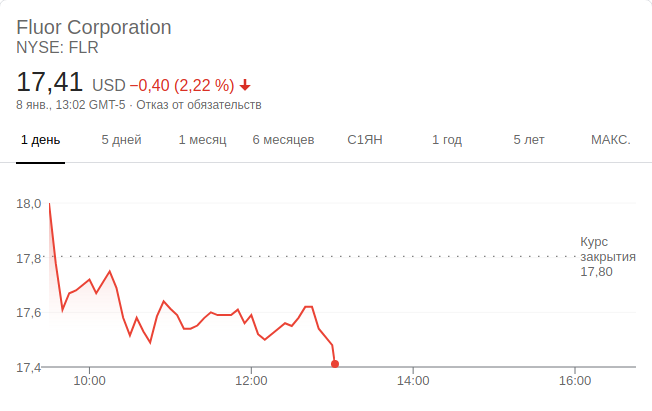 Fluor Corporation
NYSE: FLR
17,41 USD −0,40 (2,22 %)
8 янв., 13:02 GMT-5 · Отказ от обязательств
1 день 5 дней 1 месяц 6 месяцев С1ЯН 1 год 5 лет МАКС.
18,0
Курс
закрытия
17,80
17,8
17,6
17,4
10:00 12:00 14:00 16:00